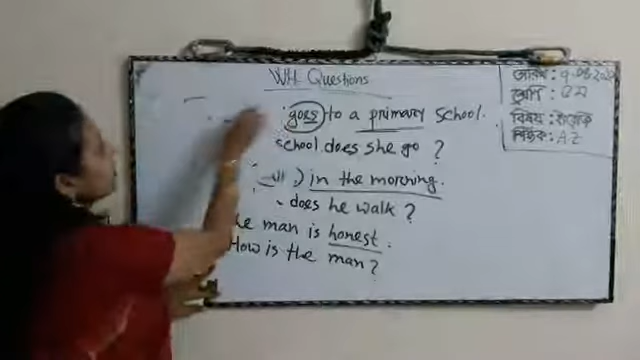 WH Questions
goes to a primary school.
school does she go ?
in the morning.
does he walk ?
man is honest.
How is the man ?
বিষয় :
শিক্ষক : AZ